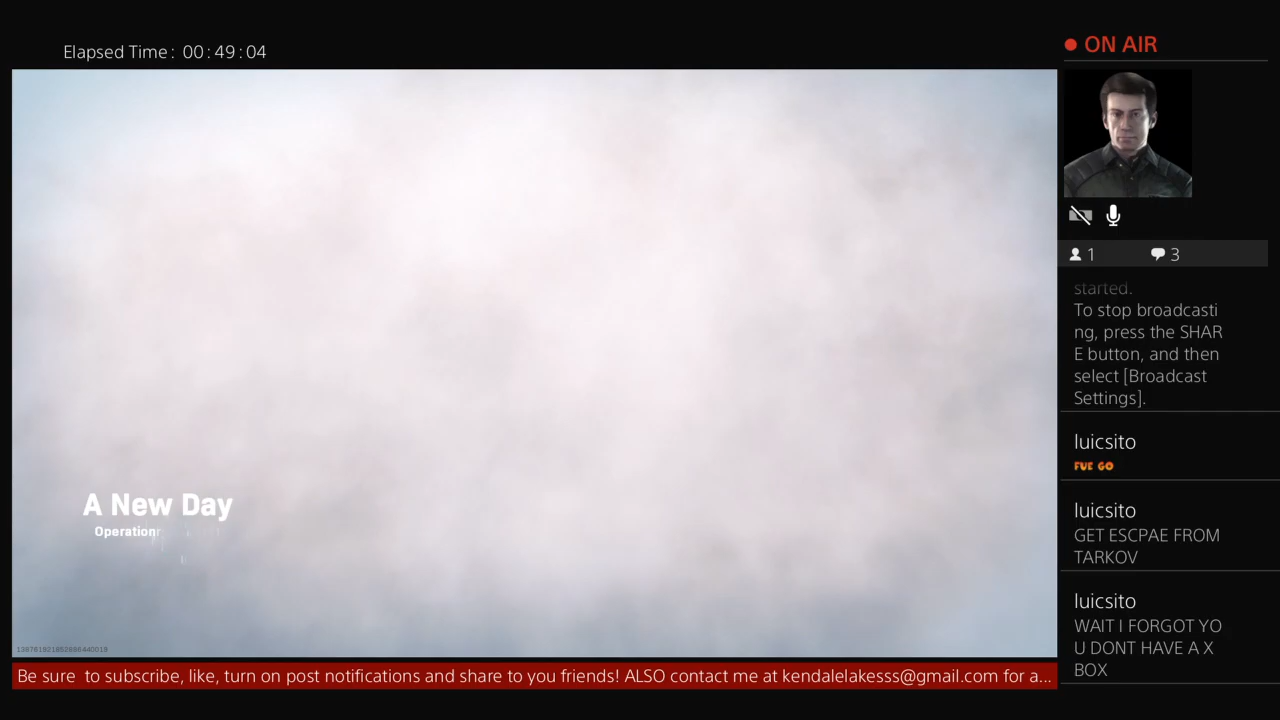 Elapsed Time: 00:49:04
ON AIR
1
3
started.
To stop broadcasti
ng, press the SHAR
E button, and then
select [Broadcast
Settings].
luicsito
FUE GO
luicsito
GET ESCPAE FROM
TARKOV
luicsito
WAIT I FORGOT YO
U DONT HAVE A X
BOX
A New Day
Operation
Be sure  to subscribe, like, turn on post notifications and share to you friends! ALSO contact me at kendalelakesss@gmail.com for a...